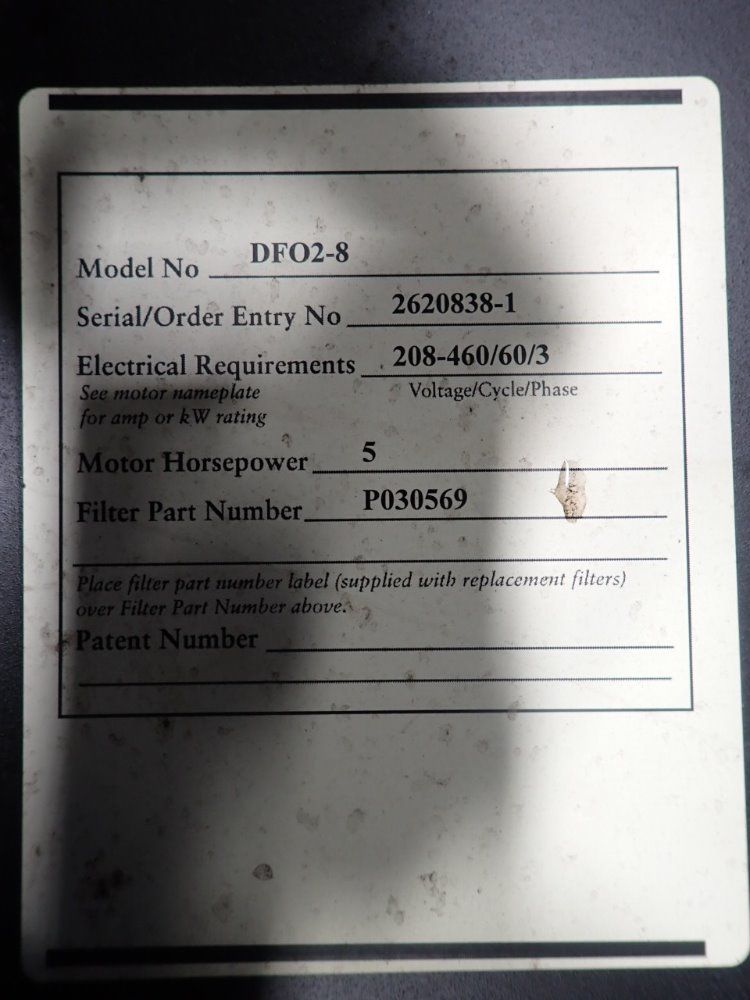 Model No DFO2-8
Serial/Order Entry No 2620838-1
Electrical Requirements 208-460/60/3
See motor nameplate Voltage/Cycle/Phase
for amp or kW rating
Motor Horsepower 5
Filter Part Number P030569
Place filter part number label (supplied with replacement filters)
over Filter Part Number above.
Patent Number